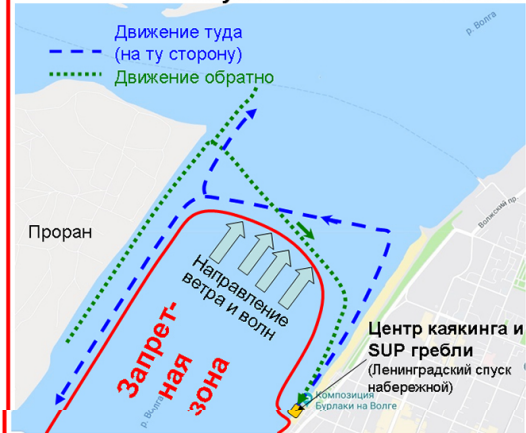 Движение туда
(на ту сторону)
Движение обратно
р. Волга
Волжский пр.
Проран
Направление
ветра и волн
Запрет-
ная
зона
р. Волга
Центр каякинга и
SUP гребли
(Ленинградский спуск
набережной)
Композиция
Бурлаки на Волге